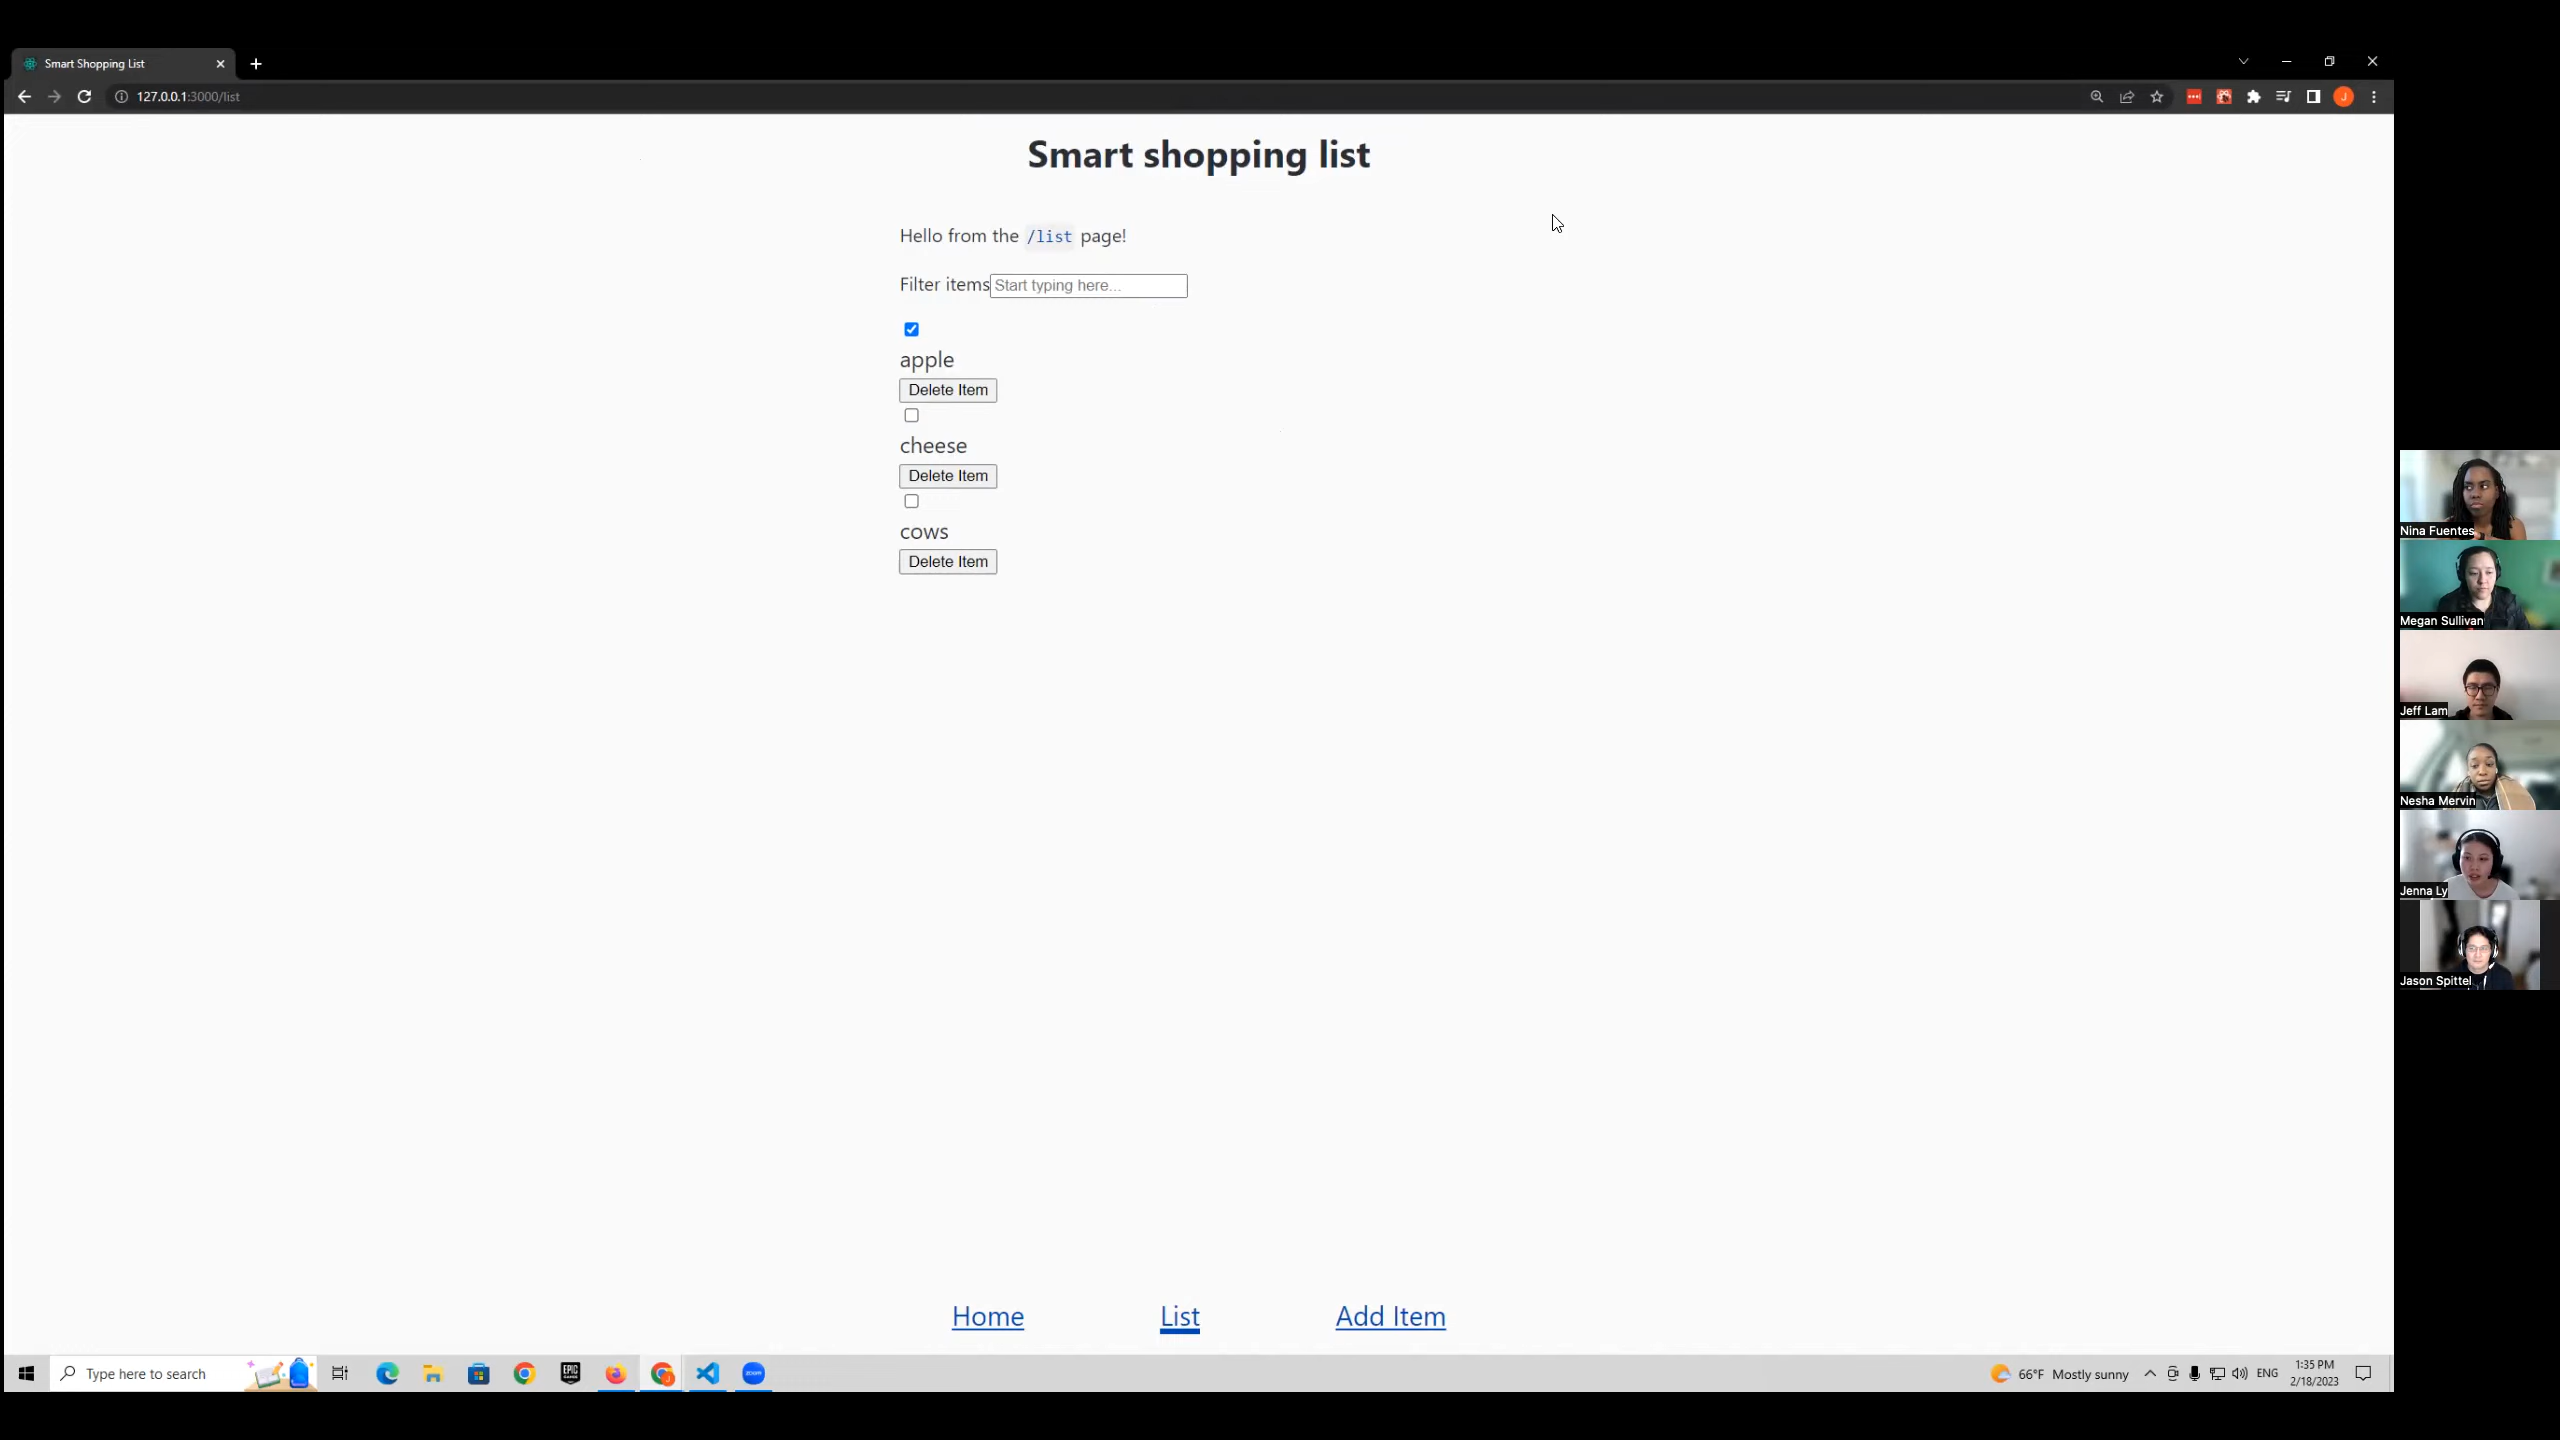 Smart Shopping List
127.0.0.1:3000/list
J
Smart shopping list
Hello from the /list page!
Filter items Start typing here...
apple
Delete Item
cheese
Delete Item
cows
Delete Item
Home List Add Item
Nina Fuentes
Megan Sullivan
Jeff Lam
Nesha Mervin
Jenna Ly
Jason Spittel
Type here to search
EPIC GAMES
J
zoom
66°F Mostly sunny
ENG
1:35 PM
2/18/2023